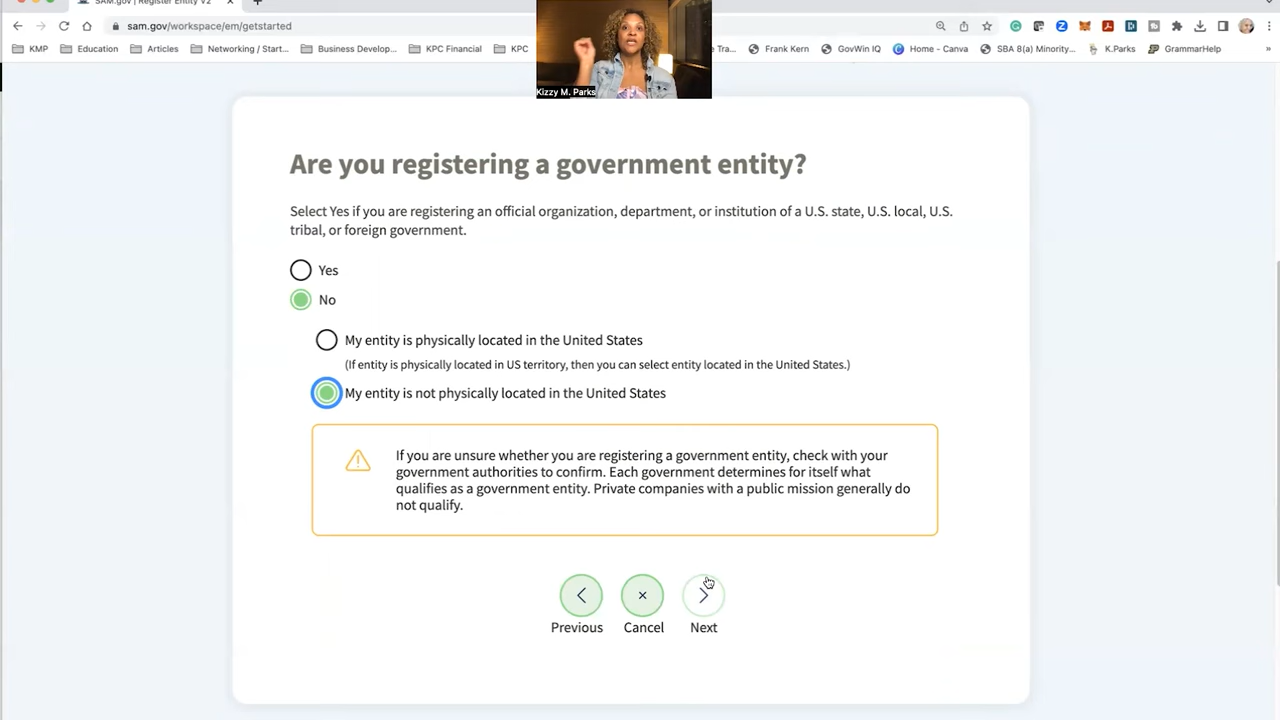 SAM.gov | Register Entity V2
sam.gov/workspace/em/getstarted
KMP
Education
Articles
Networking / Start...
Business Develop...
KPC Financial
KPC
e Tra...
Frank Kern
GovWin IQ
Home - Canva
SBA 8(a) Minority...
K.Parks
GrammarHelp
»
Kizzy M. Parks
Are you registering a government entity?
Select Yes if you are registering an official organization, department, or institution of a U.S. state, U.S. local, U.S.
tribal, or foreign government.
Yes
No
My entity is physically located in the United States
(If entity is physically located in US territory, then you can select entity located in the United States.)
My entity is not physically located in the United States
If you are unsure whether you are registering a government entity, check with your
government authorities to confirm. Each government determines for itself what
qualifies as a government entity. Private companies with a public mission generally do
not qualify.
Previous
Cancel
Next